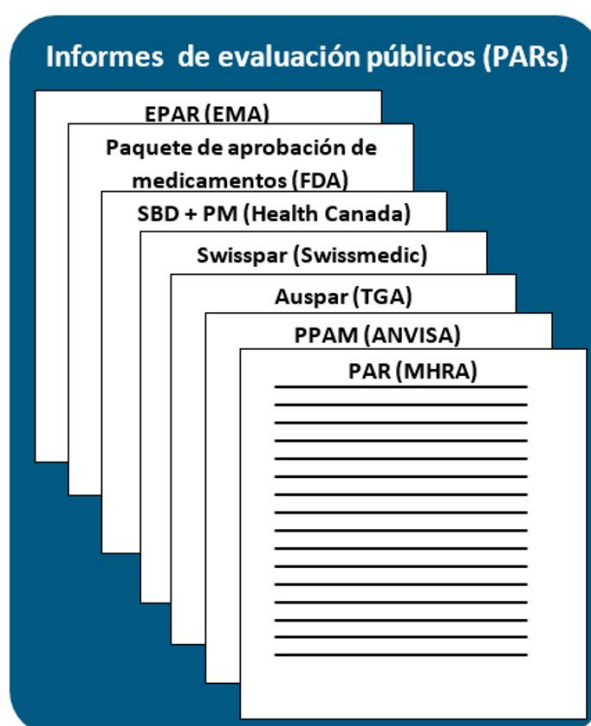 Informes de evaluación públicos (PARs)
EPAR (EMA)
Paquete de aprobación de
medicamentos (FDA)
SBD + PM (Health Canada)
Swisspar (Swissmedic)
Auspar (TGA)
PPAM (ANVISA)
PAR (MHRA)